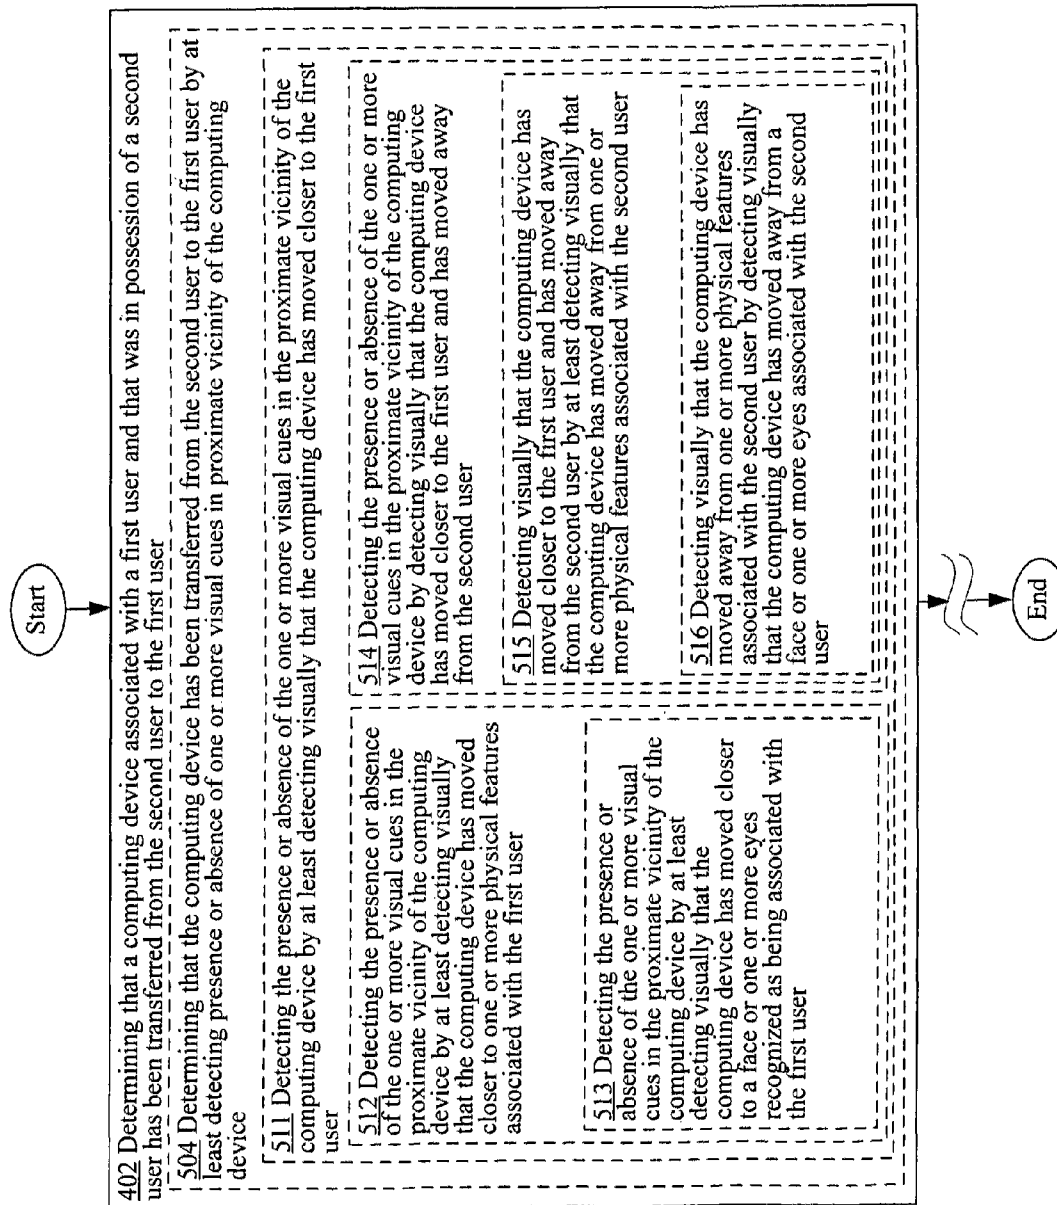 Start
402 Determining that a computing device associated with a first user and that was in possession of a second
user has been transferred from the second user to the first user
504 Determining that the computing device has been transferred from the second user to the first user by at
least detecting presence or absence of one or more visual cues in proximate vicinity of the computing
device
511 Detecting the presence or absence of the one or more visual cues in the proximate vicinity of the
computing device by at least detecting visually that the computing device has moved closer to the first
user
512 Detecting the presence or absence
of the one or more visual cues in the
proximate vicinity of the computing
device by at least detecting visually
that the computing device has moved
closer to one or more physical features
associated with the first user
513 Detecting the presence or
absence of the one or more visual
cues in the proximate vicinity of the
computing device by at least
detecting visually that the
computing device has moved closer
to a face or one or more eyes
recognized as being associated with
the first user
514 Detecting the presence or absence of the one or more
visual cues in the proximate vicinity of the computing
device by detecting visually that the computing device
has moved closer to the first user and has moved away
from the second user
515 Detecting visually that the computing device has
moved closer to the first user and has moved away
from the second user by at least detecting visually that
the computing device has moved away from one or
more physical features associated with the second user
516 Detecting visually that the computing device has
moved away from one or more physical features
associated with the second user by detecting visually
that the computing device has moved away from a
face or one or more eyes associated with the second
user
End